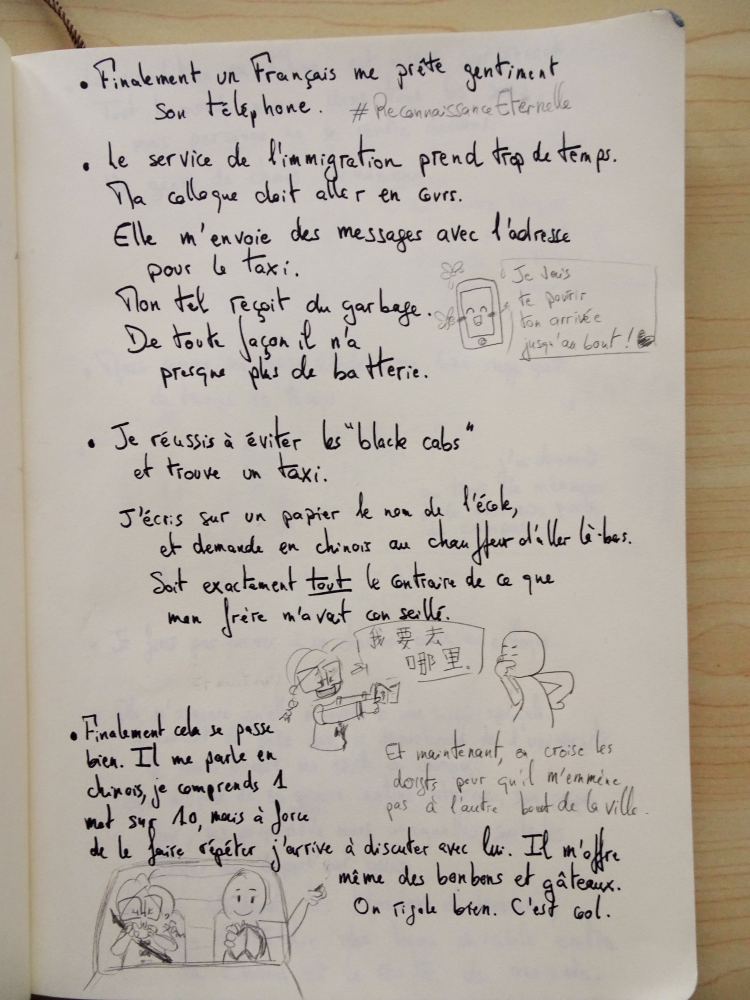 • Finalement un Français me prête gentiment
son téléphone. #ReconnaissanceEternelle
• Le service de l'immigration prend trop de temps.
Ma colloque doit aller en cours.
Elle m'envoie des messages avec l'adresse
pour le taxi.
Mon tel reçoit du garbage.
De toute façon il n'a
presque plus de batterie.
Je vais
te pourrir
ton arrivée
jusqu'au bout !
• Je réussis à éviter les "black cabs"
et trouve un taxi.
J'écris sur un papier le nom de l'école,
et demande en chinois au chauffeur d'aller là-bas.
Soit exactement tout le contraire de ce que
mon frère m'avait conseillé.
我要去
哪里.
• Finalement cela se passe
bien. Il me parle en
chinois, je comprends 1
mot sur 10, mais à force
de le faire répéter j'arrive à discuter avec lui. Il m'offre
même des bonbons et gâteaux.
On rigole bien. C'est cool.
Et maintenant, on croise les
doigts pour qu'il m'emmène
pas à l'autre bout de la ville.